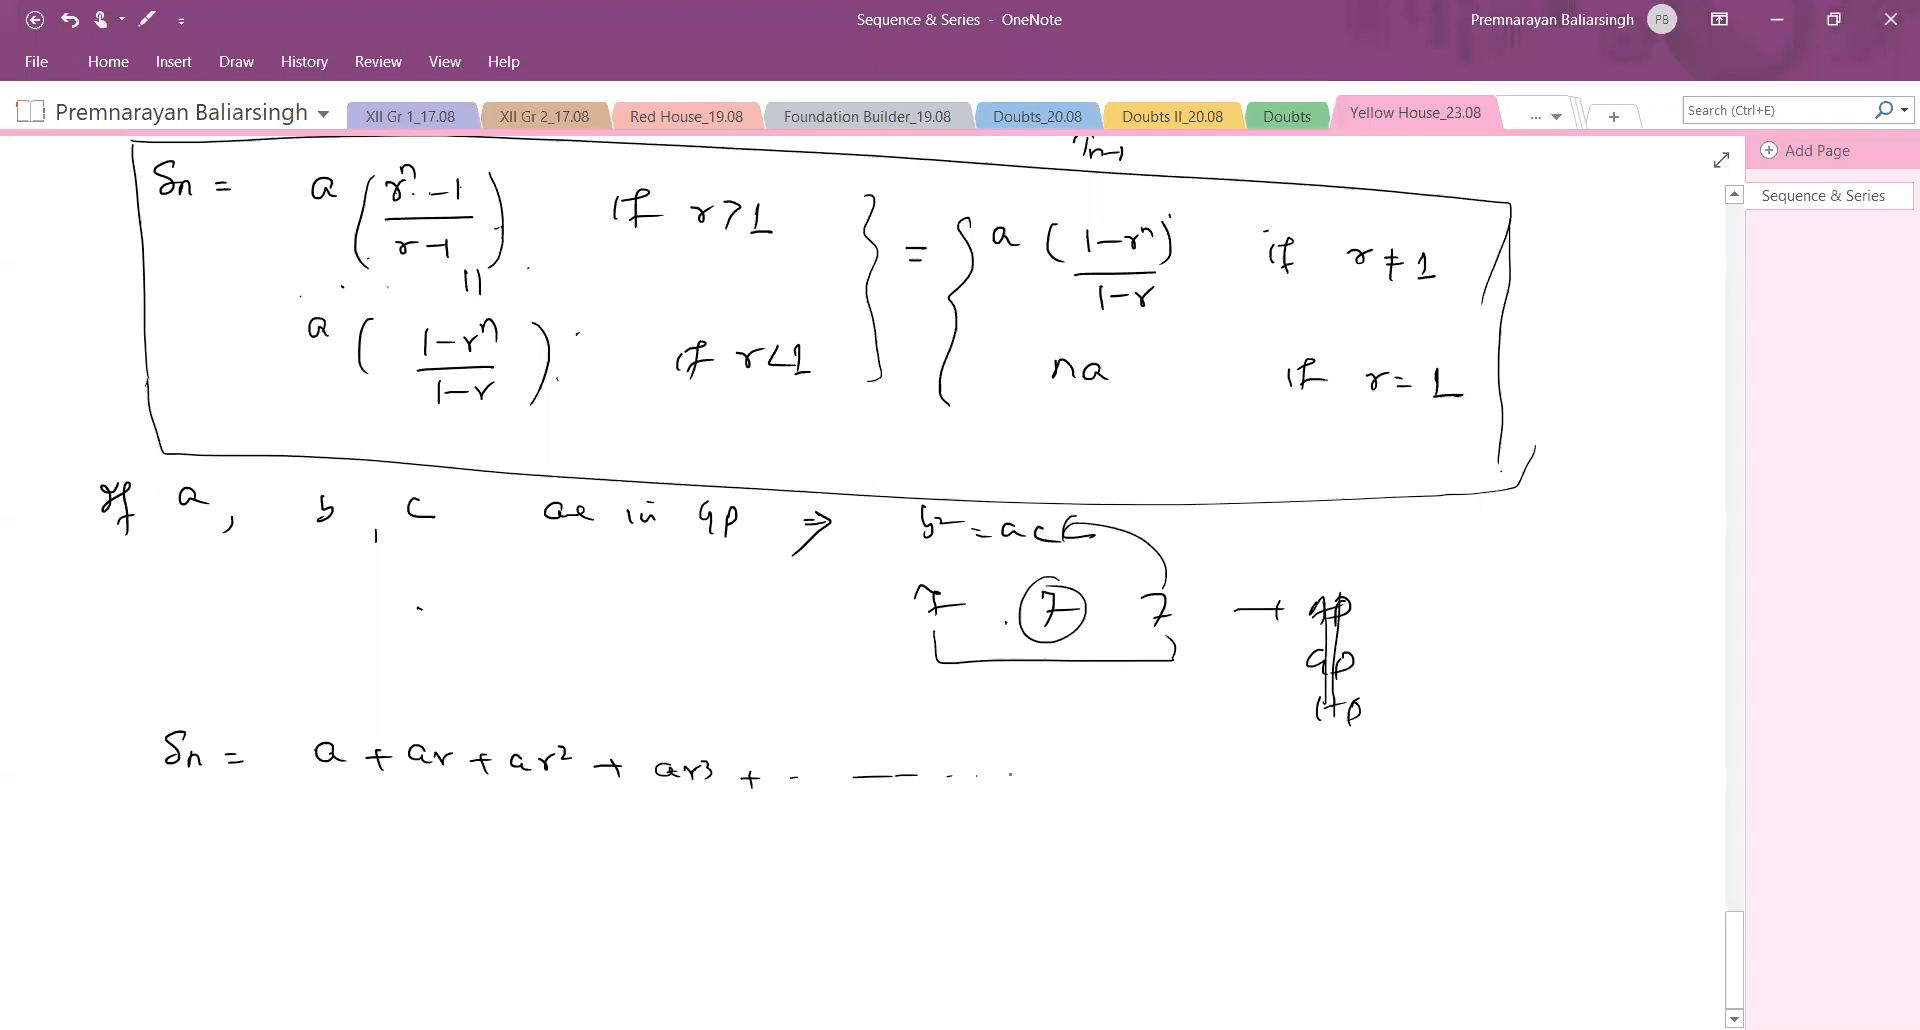 Sequence & Series - OneNote
Premnarayan Baliarsingh PB
File Home Insert Draw History Review View Help
Premnarayan Baliarsingh XII Gr 1_17.08 XII Gr 2_17.08 Red House_19.08 Foundation Builder_19.08 Doubts_20.08 Doubts II_20.08 Doubts Yellow House_23.08 ... + Search (Ctrl+E)
Add Page
Sequence & Series
Sn = a (r^n - 1 / r - 1) if r > 1 } = { a (1 - r^n) / 1 - r if r ≠ 1
||
a (1 - r^n / 1 - r) if r < 1 na if r = 1
If a, b, c are in GP ⇒ b² = ac
7 . 7 7 → AP
GP
HP
Sn = a + ar + ar² + ar³ + - — — - - -